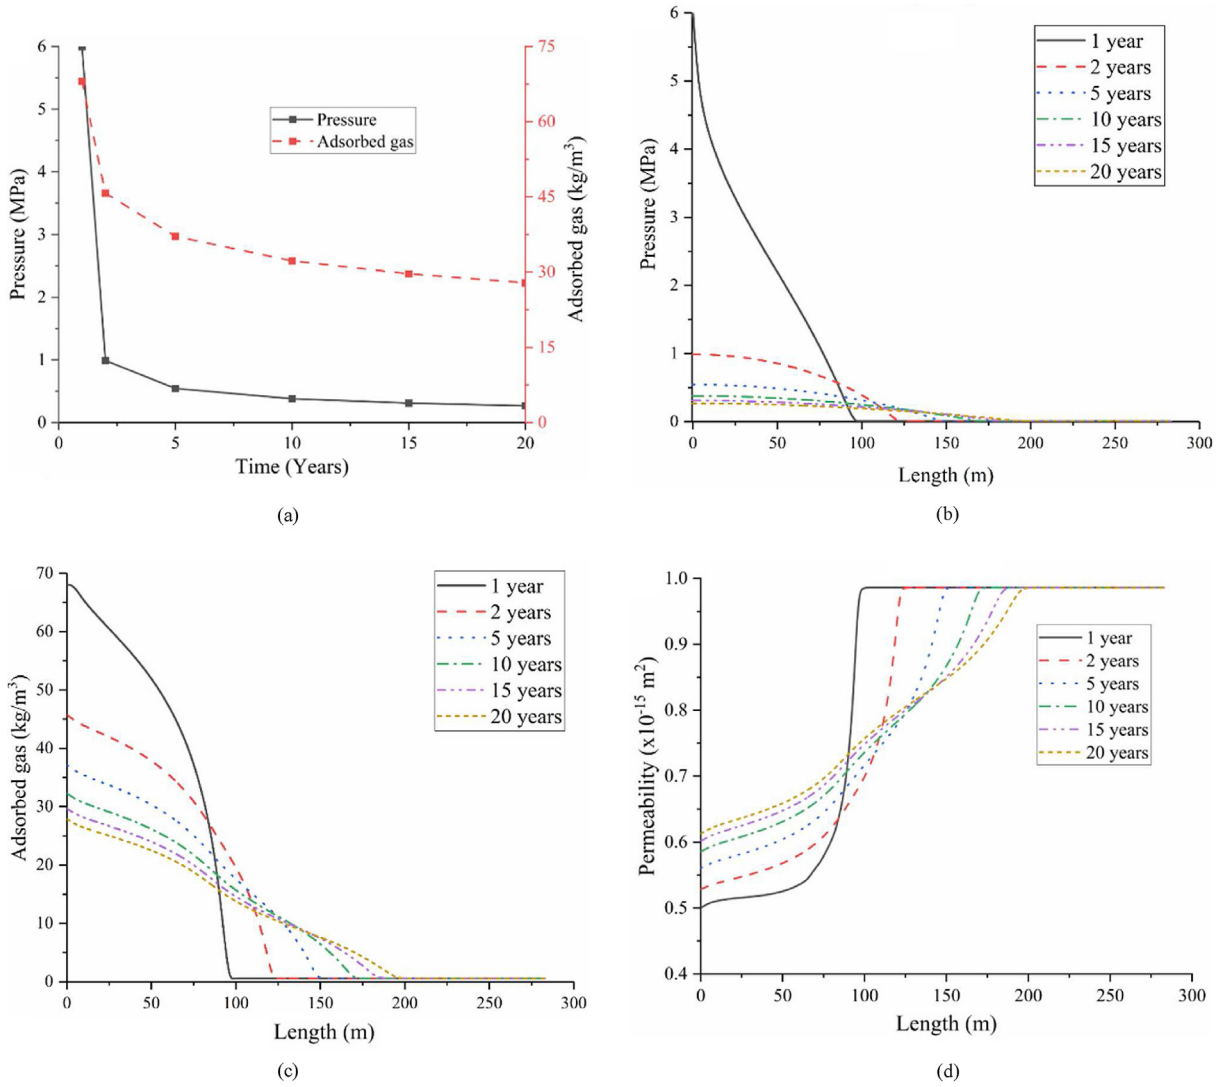 6
5
4
3
2
1
0
Pressure (MPa)
75
60
45
30
15
0
Adsorbed gas (kg/m³)
Pressure
Adsorbed gas
0 5 10 15 20
Time (Years)
(a)
6
5
4
3
2
1
0
Pressure (MPa)
1 year
2 years
5 years
10 years
15 years
20 years
0 50 100 150 200 250 300
Length (m)
(b)
70
60
50
40
30
20
10
0
Adsorbed gas (kg/m³)
1 year
2 years
5 years
10 years
15 years
20 years
0 50 100 150 200 250 300
Length (m)
(c)
1.0
0.9
0.8
0.7
0.6
0.5
0.4
Permeability (x10⁻¹⁵ m²)
1 year
2 years
5 years
10 years
15 years
20 years
0 50 100 150 200 250 300
Length (m)
(d)